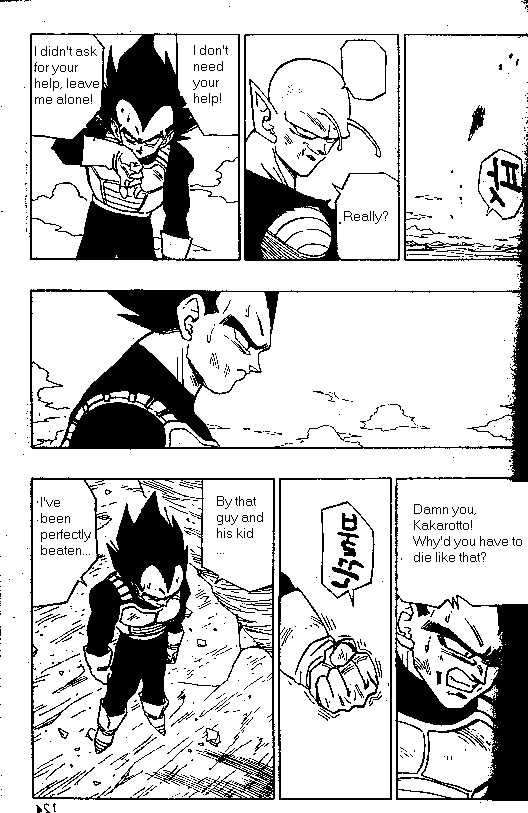 Really?
I don't
need
your
help!
I didn't ask
for your
help, leave
me alone!
Damn you,
Kakarotto!
Why'd you have to
die like that?
By that
guy and
his kid
...
I've
been
perfectly
beaten...